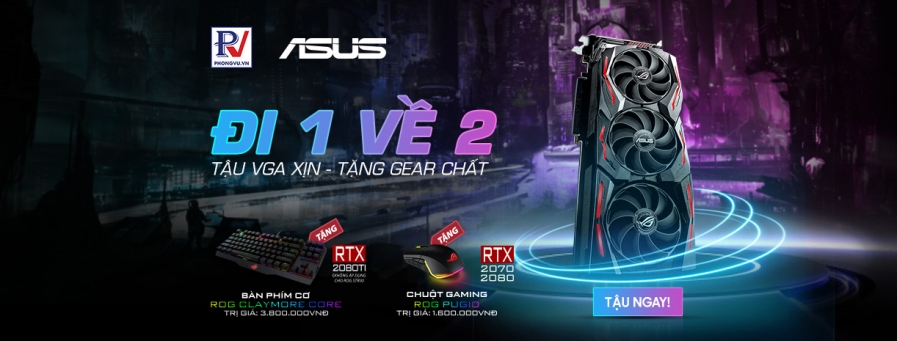 PV
PHONGVU.VN
ASUS
ĐI 1 VỀ 2
TẬU VGA XỊN - TẶNG GEAR CHẤT
TẶNG
RTX
2080TI
BÀN PHÍM CƠ
ROG CLAYMORE CORE
TRỊ GIÁ: 3.800.000VNĐ
TẶNG
RTX
2070
2080
CHUỘT GAMING
ROG PUGIO
TRỊ GIÁ: 1.600.000VNĐ
ASUS
TẬU NGAY!